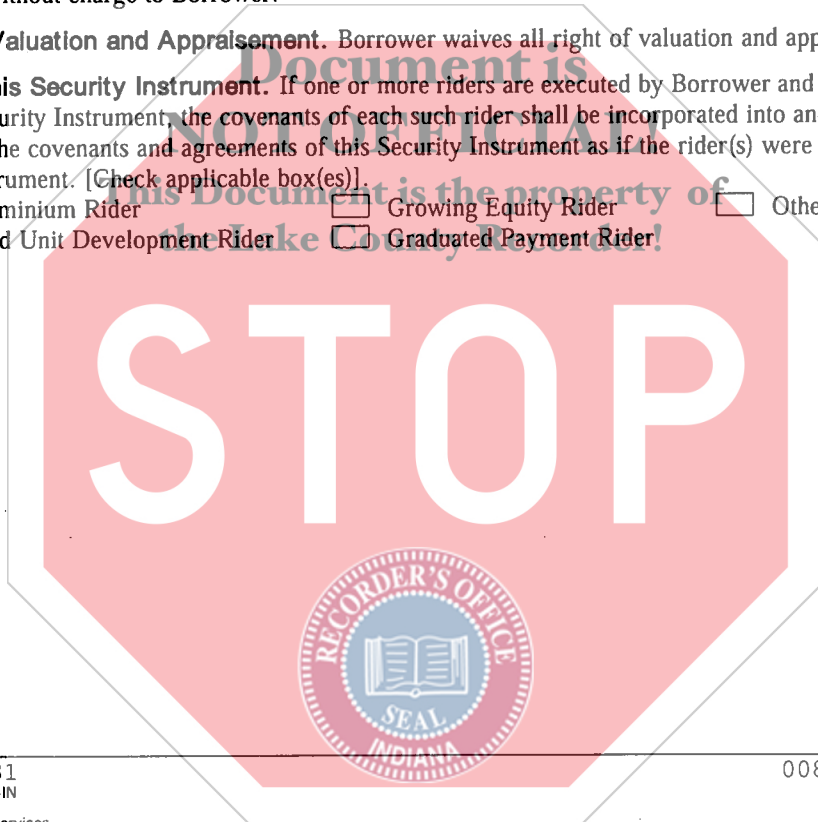 Valuation and Appraisement. Borrower waives all right of valuation and app
Document is
is Security Instrument. If one or more riders are executed by Borrower and
urity Instrument, the covenants of each such rider shall be incorporated into an
NOT OFFICIAL!
he covenants and agreements of this Security Instrument as if the rider(s) were
rument. [Check applicable box(es)].
This Document is the property of
minium Rider Growing Equity Rider Othe
the Lake County Recorder!
d Unit Development Rider Graduated Payment Rider
STOP
RECORDER'S OFFICE
SEAL
INDIANA
008
IN